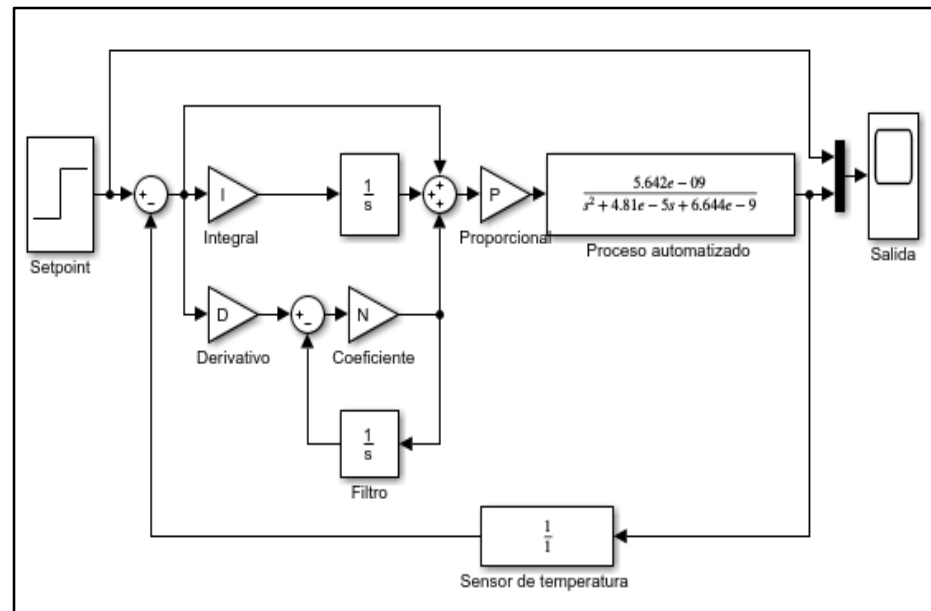 Setpoint
+
−
I
Integral
1
s
+
+
+
P
Proporcional
5.642e − 09
s² + 4.81e − 5s + 6.644e − 9
Proceso automatizado
Salida
D
Derivativo
+
−
N
Coeficiente
1
s
Filtro
1
1
Sensor de temperatura